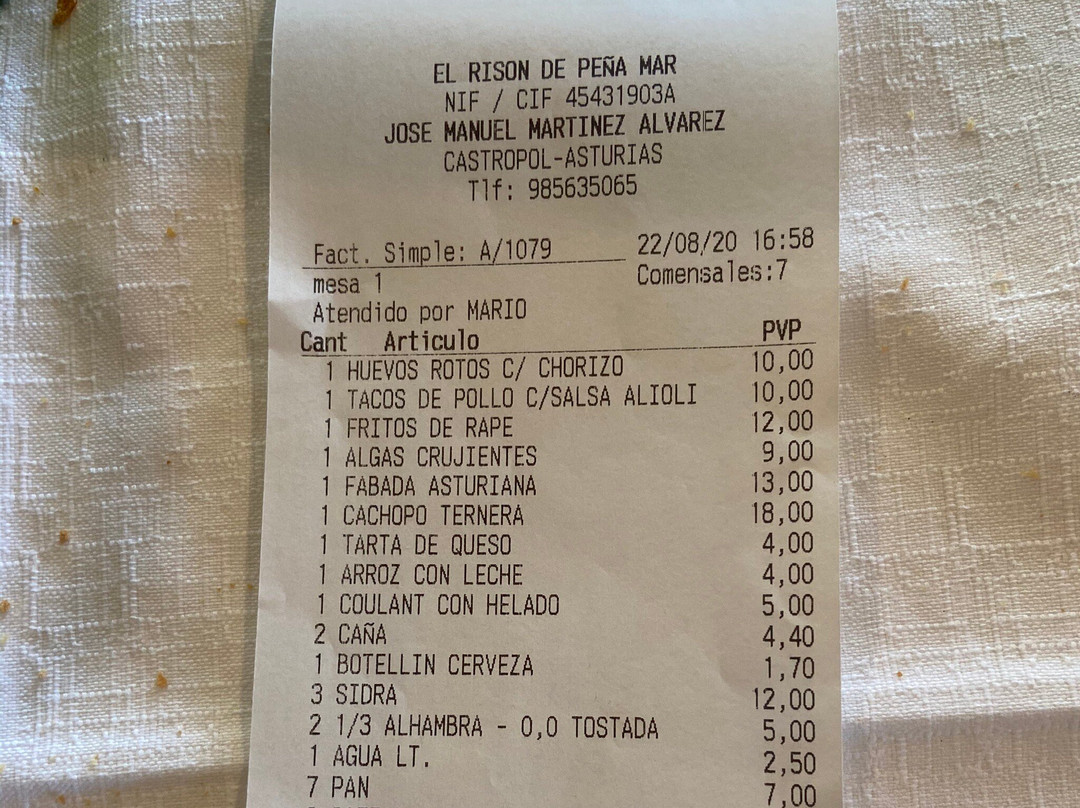 EL RISON DE PEÑA MAR
NIF / CIF 45431903A
JOSE MANUEL MARTINEZ ALVAREZ
CASTROPOL-ASTURIAS
Tlf: 985635065
Fact. Simple: A/1079 22/08/20 16:58
mesa 1 Comensales:7
Atendido por MARIO
Cant Articulo PVP
1 HUEVOS ROTOS C/ CHORIZO 10,00
1 TACOS DE POLLO C/SALSA ALIOLI 10,00
1 FRITOS DE RAPE 12,00
1 ALGAS CRUJIENTES 9,00
1 FABADA ASTURIANA 13,00
1 CACHOPO TERNERA 18,00
1 TARTA DE QUESO 4,00
1 ARROZ CON LECHE 4,00
1 COULANT CON HELADO 5,00
2 CAÑA 4,40
1 BOTELLIN CERVEZA 1,70
3 SIDRA 12,00
2 1/3 ALHAMBRA - 0,0 TOSTADA 5,00
1 AGUA LT. 2,50
7 PAN 7,00